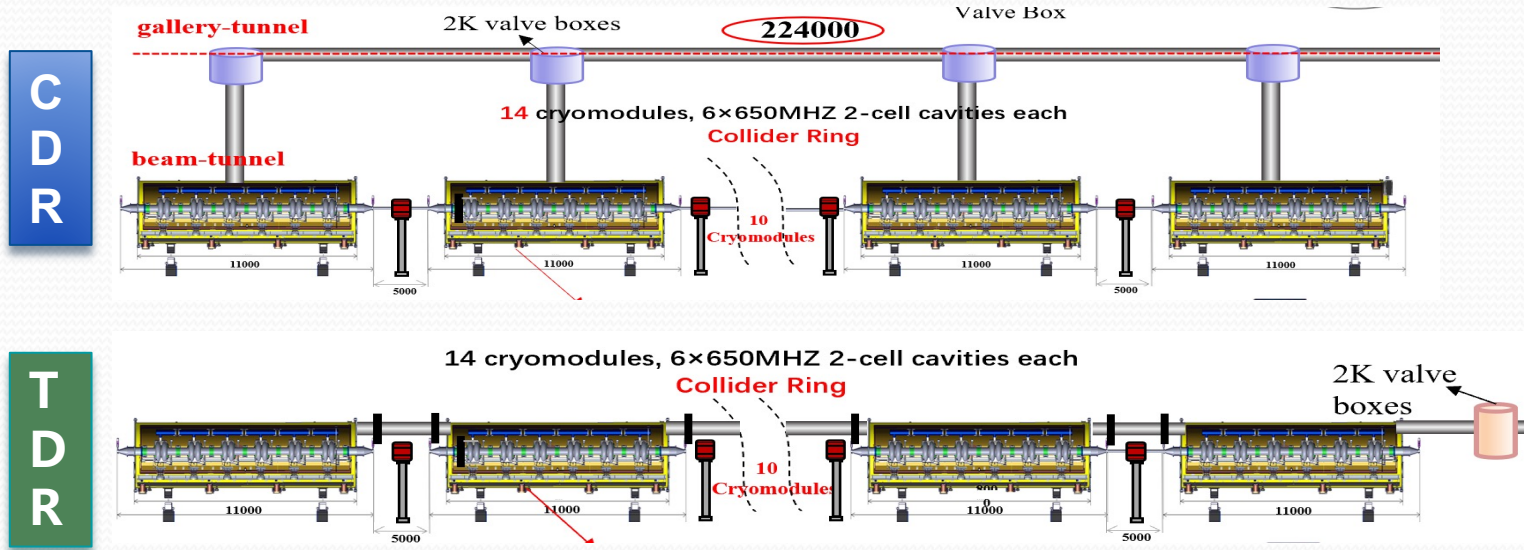 C
D
R
gallery-tunnel
2K valve boxes
224000
Valve Box
14 cryomodules, 6×650MHZ 2-cell cavities each
Collider Ring
beam-tunnel
10
Cryomodules
11000
5000
11000
11000
5000
11000
T
D
R
14 cryomodules, 6×650MHZ 2-cell cavities each
Collider Ring
2K valve
boxes
10
Cryomodules
11000
5000
11000
11000
5000
11000